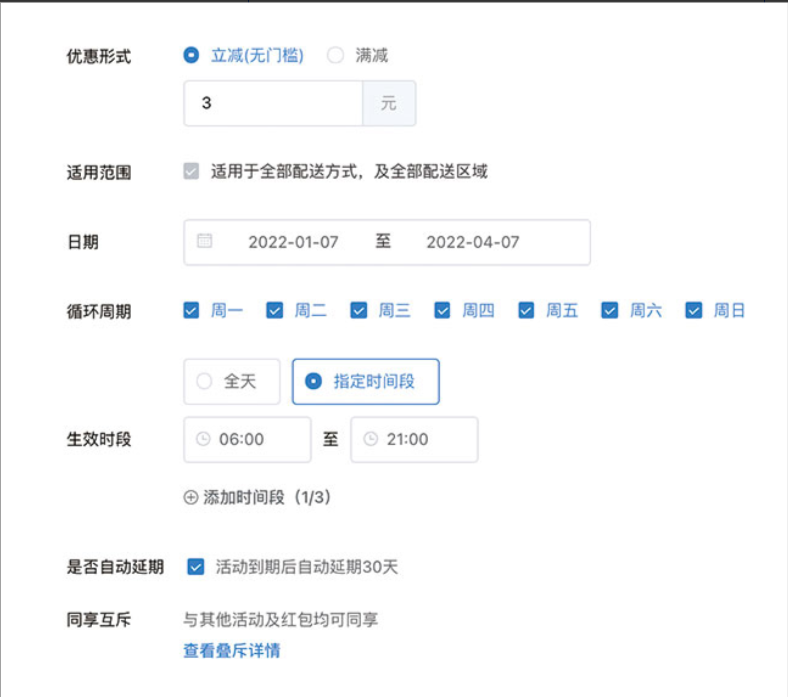 优惠形式 立减(无门槛) 满减
3 元
适用范围 适用于全部配送方式，及全部配送区域
日期 2022-01-07 至 2022-04-07
循环周期 周一 周二 周三 周四 周五 周六 周日
全天 指定时间段
生效时段 06:00 至 21:00
添加时间段（1/3）
是否自动延期 活动到期后自动延期30天
同享互斥 与其他活动及红包均可同享
查看叠斥详情